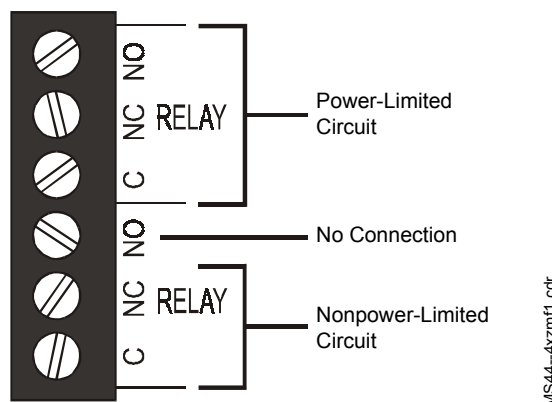 NO
NC RELAY
C
NO
NC RELAY
C
Power-Limited
Circuit
No Connection
Nonpower-Limited
Circuit